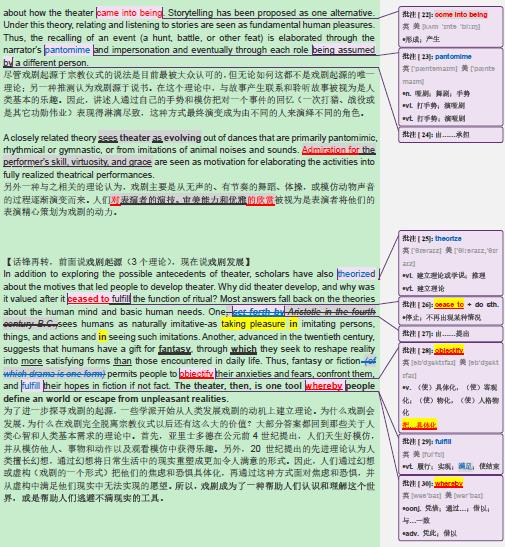 about how the theater came into being. Storytelling has been proposed as one alternative.
Under this theory, relating and listening to stories are seen as fundamental human pleasures.
Thus, the recalling of an event (a hunt, battle, or other feat) is elaborated through the
narrator's pantomime and impersonation and eventually through each role being assumed
by a different person.
尽管戏剧起源于宗教仪式的说法是目前最被大众认可的，但无论如何这都不是戏剧起源的唯一
理论；另一种推测认为戏剧源于说书。在这个理论中，与故事产生联系和聆听故事被视为是人
类基本的乐趣。因此，讲述人通过自己的手势和模仿把对一个事件的回忆（一次打猎、战役或
是其它功勋伟业）表现得淋漓尽致，这种方式最终演变成为由不同的人来演绎不同的角色。
A closely related theory sees theater as evolving out of dances that are primarily pantomimic,
rhythmical or gymnastic, or from imitations of animal noises and sounds. Admiration for the
performer's skill, virtuosity, and grace are seen as motivation for elaborating the activities into
fully realized theatrical performances.
另外一种与之相关的理论认为，戏剧主要是从无声的、有节奏的舞蹈、体操，或模仿动物声音
的过程逐渐演变而来。人们对表演者的演技、审美能力和优雅的欣赏被视为是表演者将他们的
表演精心策划为戏剧的动力。
【话锋再转，前面说戏剧起源（3 个理论），现在说戏剧发展】
In addition to exploring the possible antecedents of theater, scholars have also theorized
about the motives that led people to develop theater. Why did theater develop, and why was
it valued after it ceased to fulfill the function of ritual? Most answers fall back on the theories
about the human mind and basic human needs. One, set forth by Aristotle in the fourth
century B.C., sees humans as naturally imitative-as taking pleasure in imitating persons,
things, and actions and in seeing such imitations. Another, advanced in the twentieth century,
suggests that humans have a gift for fantasy, through which they seek to reshape reality
into more satisfying forms than those encountered in daily life. Thus, fantasy or fiction (of
which drama is one form) permits people to objectify their anxieties and fears, confront them,
and fulfill their hopes in fiction if not fact. The theater, then, is one tool whereby people
define an world or escape from unpleasant realities.
为了进一步探寻戏剧的起源，一些学派开始从人类发展戏剧的动机上建立理论。为什么戏剧会
发展，为什么在戏剧完全脱离宗教仪式以后还有这么大的价值？大部分答案都回到那些关于人
类心智和人类基本需求的理论中。首先，亚里士多德在公元前 4 世纪提出，人们天生好模仿，
并从模仿他人、事物和动作以及观看模仿中获得乐趣。另外，20 世纪提出的先进理论认为人
类擅长幻想，通过幻想将日常生活中的现实重塑成更加令人满意的形式。因此，人们通过幻想
或虚构（戏剧的一个形式）把他们的焦虑和恐惧具体化，再通过这种方面对焦虑和恐惧，并
从虚构中满足他们现实中无法实现的愿望。所以，戏剧成为了一种帮助人们认识和理解这个世
界，或是帮助人们逃避不满现实的工具。
批注 [22]: come into being
•形成；产生
批注 [23]: pantomime
•n. 哑剧；舞剧；打手势
•vi. 打手势；演哑剧
•vt. 打手势；演哑剧
批注 [24]: 由……承担
批注 [25]: theorize
•vi. 建立理论或学说；推理
•vt. 建立理论
批注 [26]: cease to + do sth.
•停止；不再出现某种情况
批注 [27]: 由……提出
批注 [28]: objectify
•vt. （使）具体化，（使）客观
化；（使）物化，（使）人格物
化
把…具体化
批注 [29]: fulfill
•vt. 履行；实现；满足；使结束
批注 [30]: whereby
•conj. 凭借；通过…；借以；
与…一致
•adv. 凭此；借以